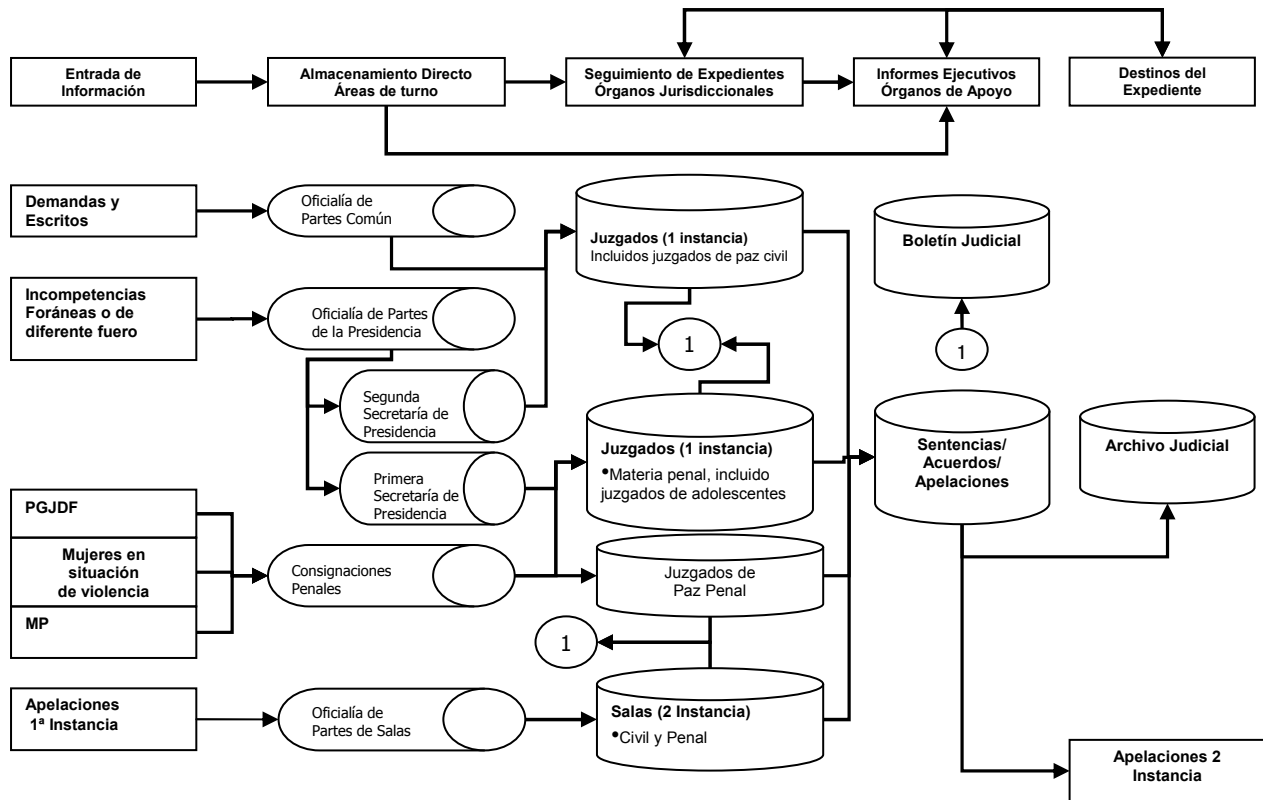 Entrada de
Información
Almacenamiento Directo
Áreas de turno
Seguimiento de Expedientes
Órganos Jurisdiccionales
Informes Ejecutivos
Órganos de Apoyo
Destinos del
Expediente
Demandas y
Escritos
Oficialía de
Partes Común
Juzgados (1 instancia)
Incluidos juzgados de paz civil
Boletín Judicial
Incompetencias
Foráneas o de
diferente fuero
Oficialía de Partes
de la Presidencia
1
1
Segunda
Secretaría de
Presidencia
Juzgados (1 instancia)
•Materia penal, incluido
juzgados de adolescentes
Sentencias/
Acuerdos/
Apelaciones
Archivo Judicial
Primera
Secretaría de
Presidencia
PGJDF
Mujeres en
situación
de violencia
MP
Consignaciones
Penales
Juzgados de
Paz Penal
1
Apelaciones
1ª Instancia
Oficialía de
Partes de Salas
Salas (2 Instancia)
•Civil y Penal
Apelaciones 2
Instancia